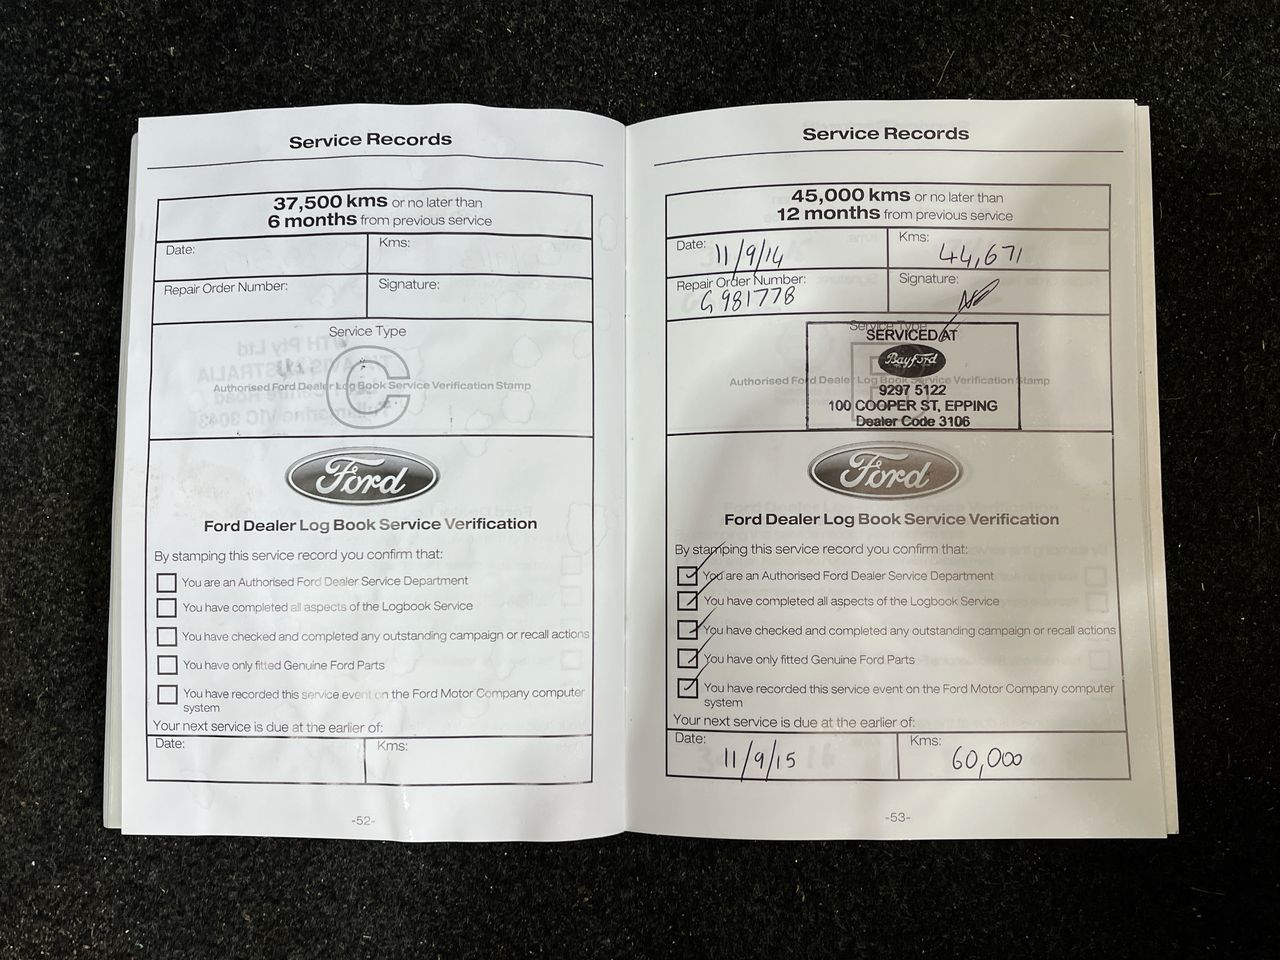 Service Records
37,500 kms or no later than
6 months from previous service
Date:
Kms:
Repair Order Number:
Signature:
Service Type
C
Authorised Ford Dealer Log Book Service Verification Stamp
Ford
Ford Dealer Log Book Service Verification
By stamping this service record you confirm that:
You are an Authorised Ford Dealer Service Department
You have completed all aspects of the Logbook Service
You have checked and completed any outstanding campaign or recall actions
You have only fitted Genuine Ford Parts
You have recorded this service event on the Ford Motor Company computer
system
Your next service is due at the earlier of:
Date:
Kms:
-52-
Service Records
45,000 kms or no later than
12 months from previous service
Date: 11/9/14
Kms: 44,671
Repair Order Number:
G981778
Signature:
Service Type
SERVICED AT
Bayford
Authorised Ford Dealer Log Book Service Verification Stamp
9297 5122
100 COOPER ST, EPPING
Dealer Code 3106
Ford
Ford Dealer Log Book Service Verification
By stamping this service record you confirm that:
You are an Authorised Ford Dealer Service Department
You have completed all aspects of the Logbook Service
You have checked and completed any outstanding campaign or recall actions
You have only fitted Genuine Ford Parts
You have recorded this service event on the Ford Motor Company computer
system
Your next service is due at the earlier of:
Date: 11/9/15
Kms: 60,000
-53-